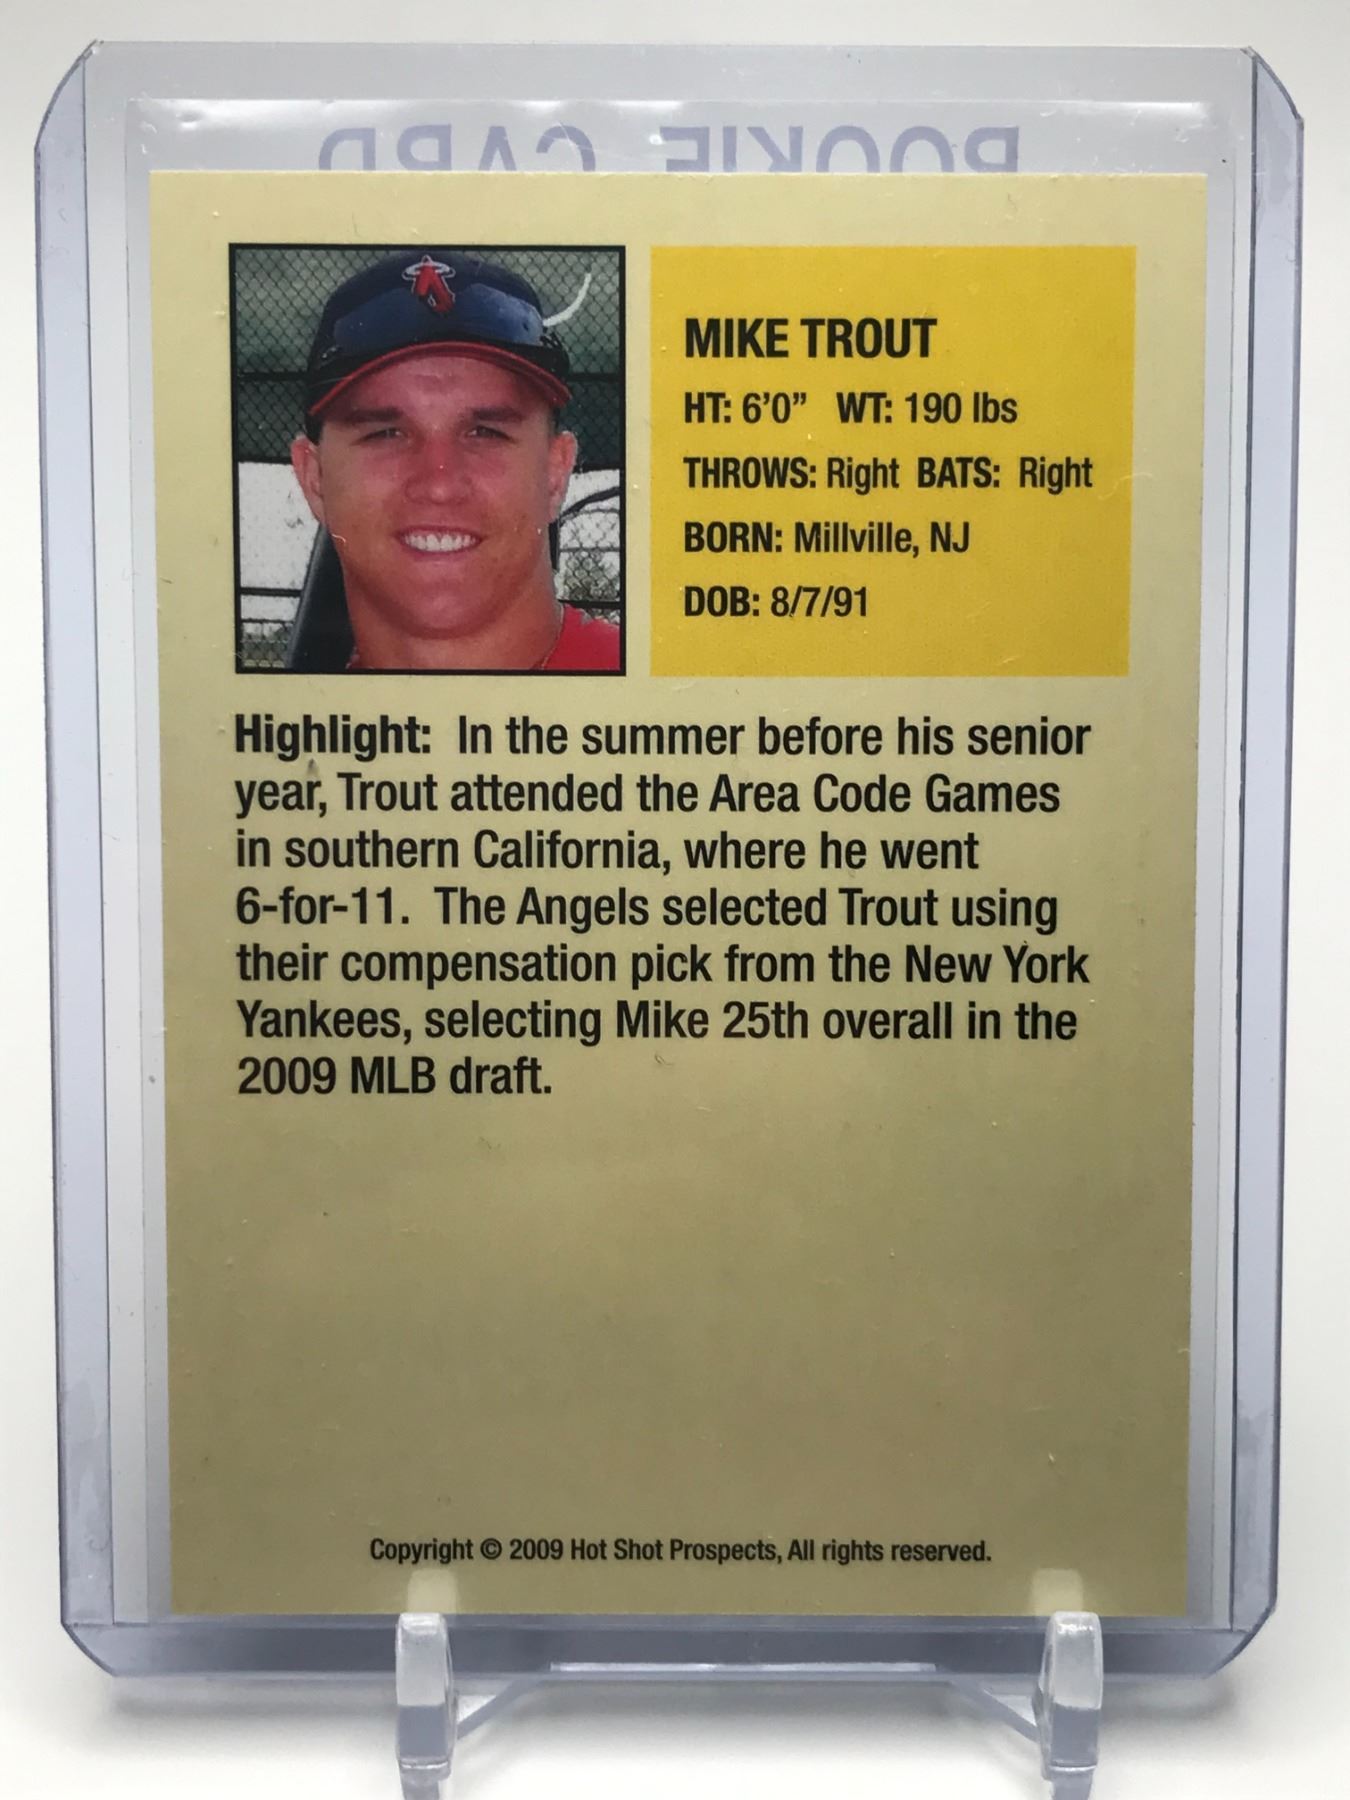 ROOKIE CARD
MIKE TROUT
HT: 6’0” WT: 190 lbs
THROWS: Right BATS: Right
BORN: Millville, NJ
DOB: 8/7/91
Highlight: In the summer before his senior
year, Trout attended the Area Code Games
in southern California, where he went
6-for-11. The Angels selected Trout using
their compensation pick from the New York
Yankees, selecting Mike 25th overall in the
2009 MLB draft.
Copyright © 2009 Hot Shot Prospects, All rights reserved.